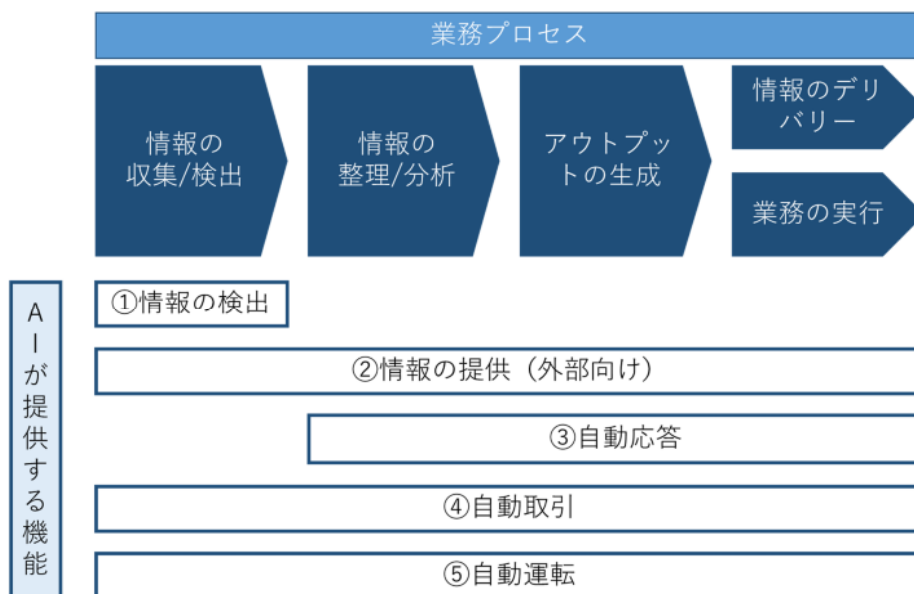 業務プロセス
情報の
収集/検出
情報の
整理/分析
アウトプッ
トの生成
情報のデリ
バリー
業務の実行
AIが提供する機能
①情報の検出
②情報の提供（外部向け）
③自動応答
④自動取引
⑤自動運転